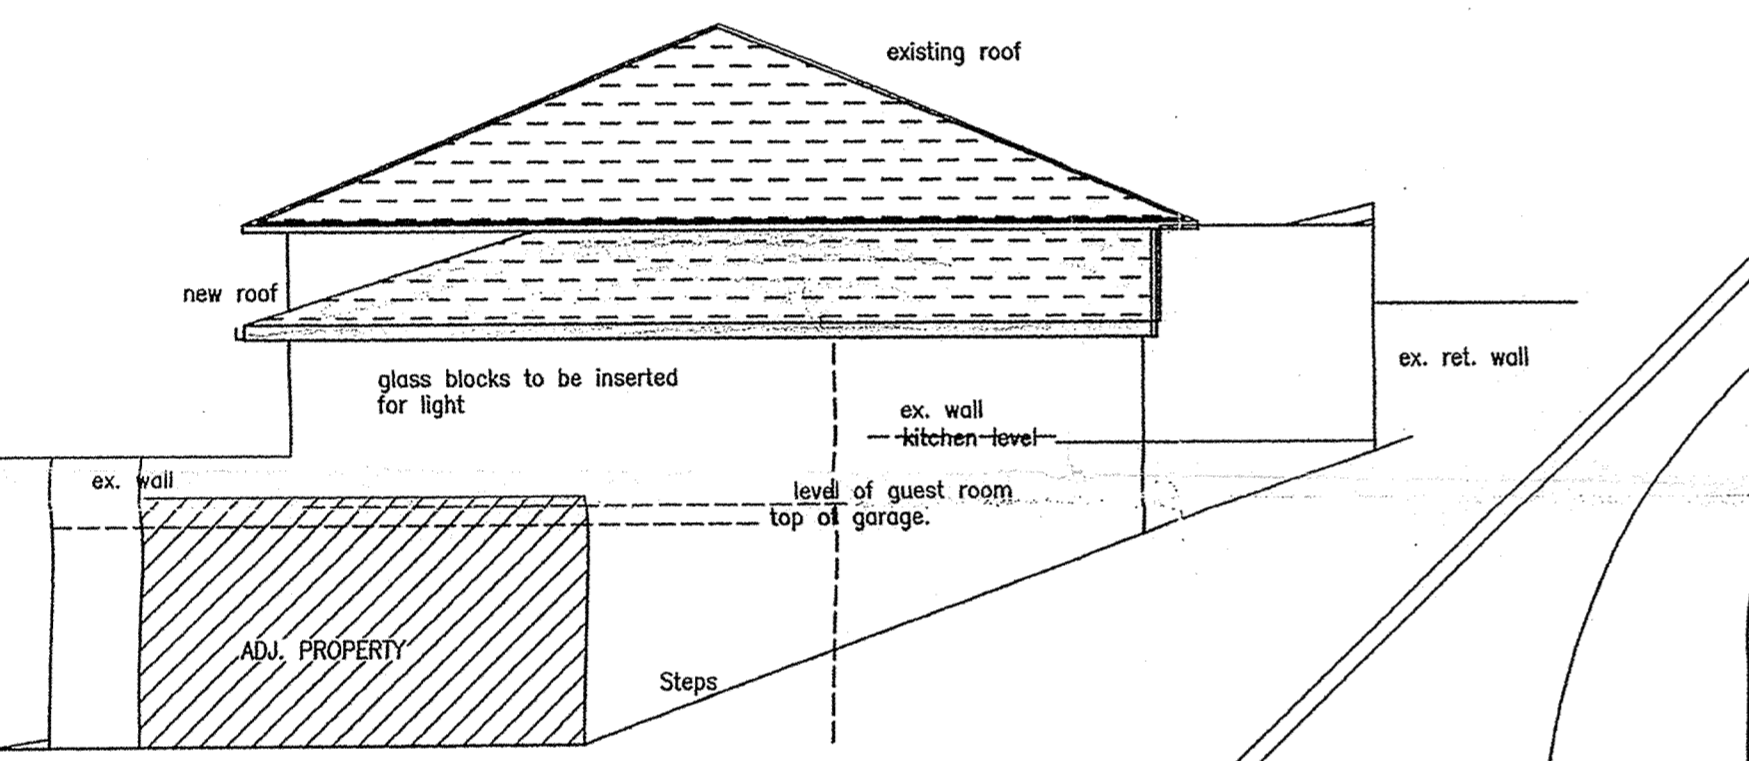 existing roof
new roof
glass blocks to be inserted
for light
ex. ret. wall
ex. wall
kitchen level
ex. wall
level of guest room
top of garage.
ADJ. PROPERTY
Steps